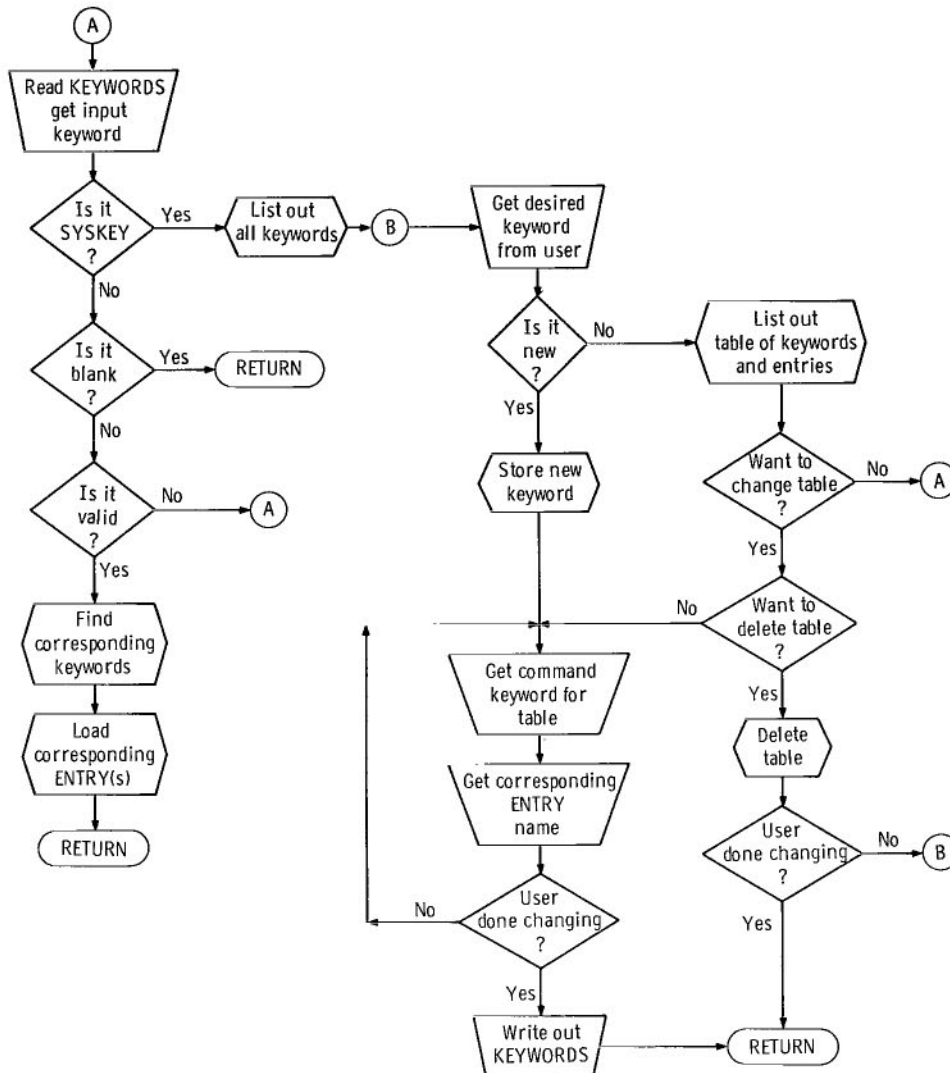 A
Read KEYWORDS
get input
keyword
Is it
SYSKEY
?
Yes
No
List out
all keywords
B
Get desired
keyword
from user
Is it
new
?
No
Yes
List out
table of keywords
and entries
Is it
blank
?
Yes
No
RETURN
Store new
keyword
Want to
change table
?
No
Yes
A
Is it
valid
?
No
Yes
A
Find
corresponding
keywords
Load
corresponding
ENTRY(s)
RETURN
Want to
delete table
?
No
Yes
Get command
keyword for
table
Get corresponding
ENTRY
name
Delete
table
User
done changing
?
No
Yes
B
User
done changing
?
No
Yes
Write out
KEYWORDS
RETURN